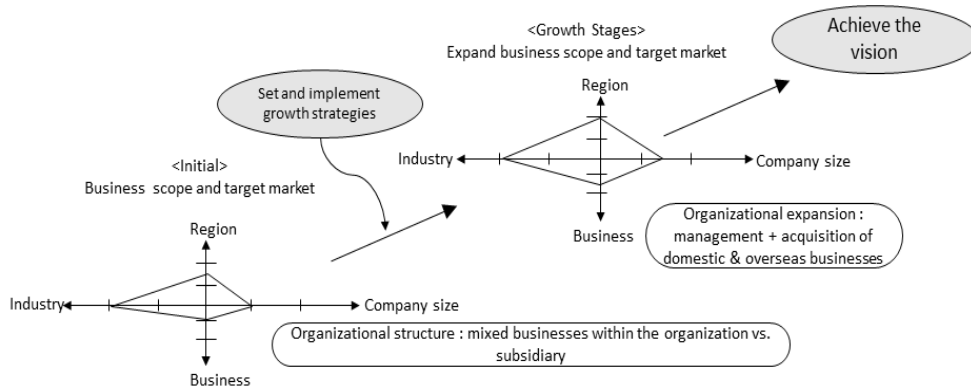 Achieve the
vision
<Growth Stages>
Expand business scope and target market
Region
Industry
Company size
Business
Set and implement
growth strategies
<Initial>
Business scope and target market
Region
Industry
Company size
Business
Organizational expansion :
management + acquisition of
domestic & overseas businesses
Organizational structure : mixed businesses within the organization vs.
subsidiary